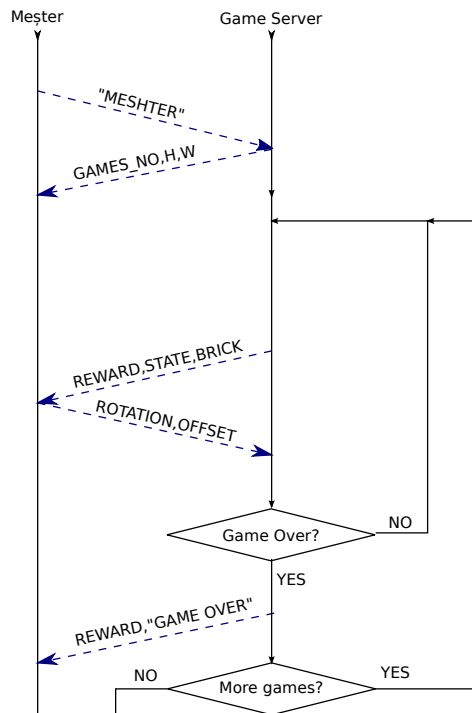 Meşter
Game Server
"MESHTER"
GAMES_NO,H,W
REWARD,STATE,BRICK
ROTATION,OFFSET
Game Over?
NO
YES
REWARD,"GAME OVER"
NO
More games?
YES